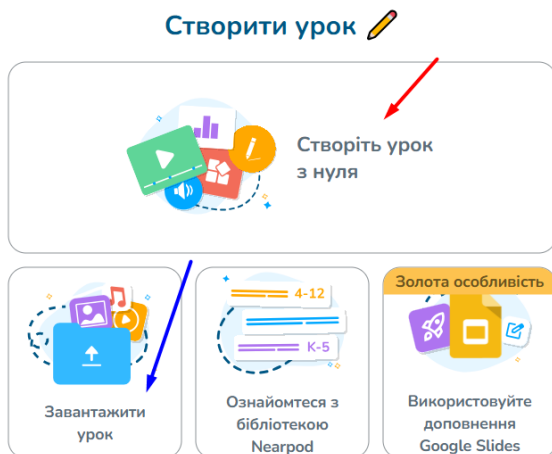 Створити урок
Створіть урок
з нуля
Завантажити
урок
4-12
K-5
Ознайомтеся з
бібліотекою
Nearpod
Золота особливість
Використовуйте
доповнення
Google Slides